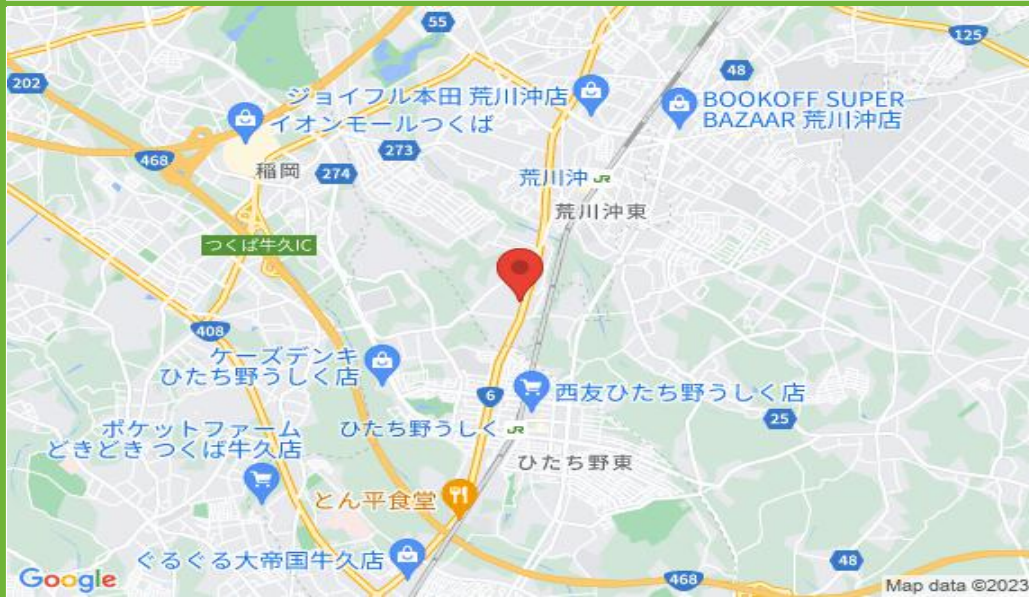 55
125
202
48
ジョイフル本田 荒川沖店
BOOKOFF SUPER
BAZAAR 荒川沖店
イオンモールつくば
468
273
稲岡
274
荒川沖 JR
荒川沖東
つくば牛久IC
408
ケーズデンキ
ひたち野うしく店
6
西友ひたち野うしく店
25
ポケットファーム
どきどき つくば牛久店
ひたち野うしく JR
ひたち野東
とん平食堂
ぐるぐる大帝国牛久店
48
468
Google
Map data ©2023